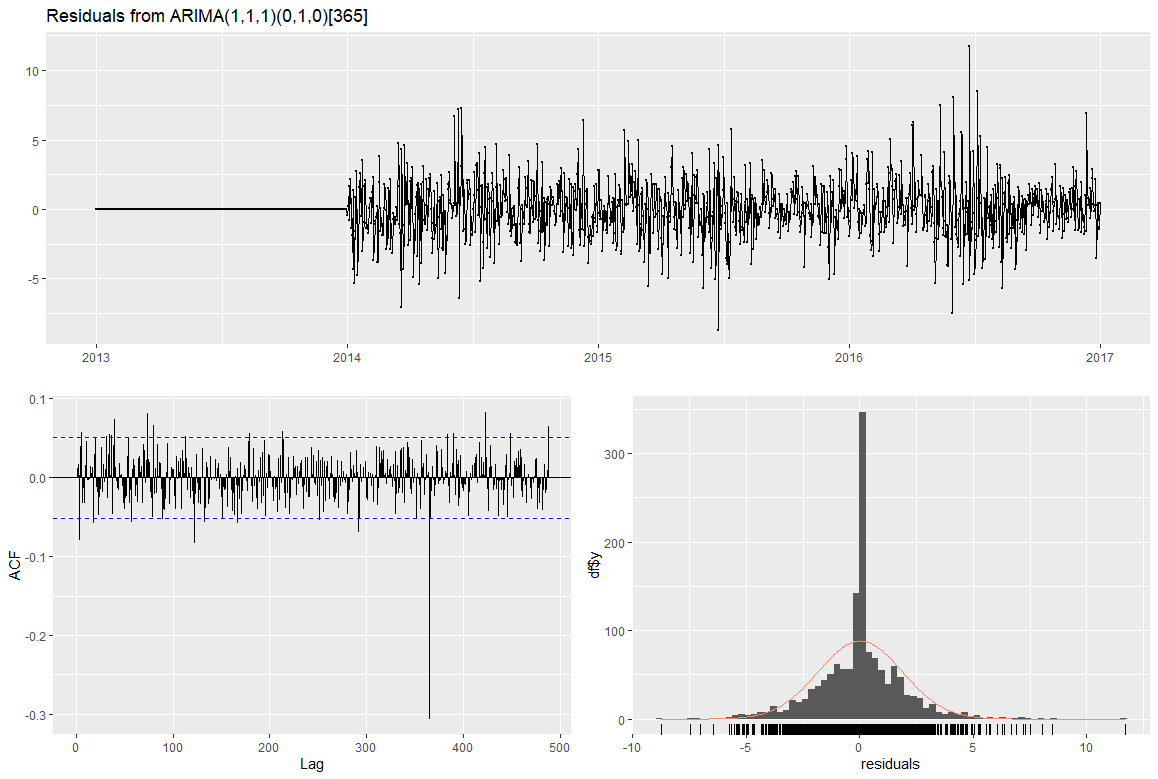 Residuals from ARIMA(1,1,1)(0,1,0)[365]
10
5
0
-5
2013 2014 2015 2016 2017
0.1
0.0
-0.1
-0.2
-0.3
ACF
0 100 200 300 400 500
Lag
300
200
100
0
df$y
-10 -5 0 5 10
residuals